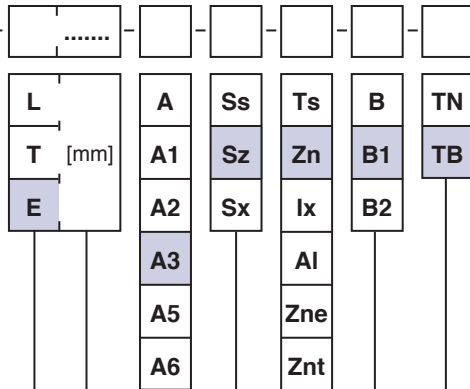 .......
L A Ss Ts B TN
T [mm] A1 Sz Zn B1 TB
E A2 Sx Ix B2
A3 Al
A5 Zne
A6 Znt